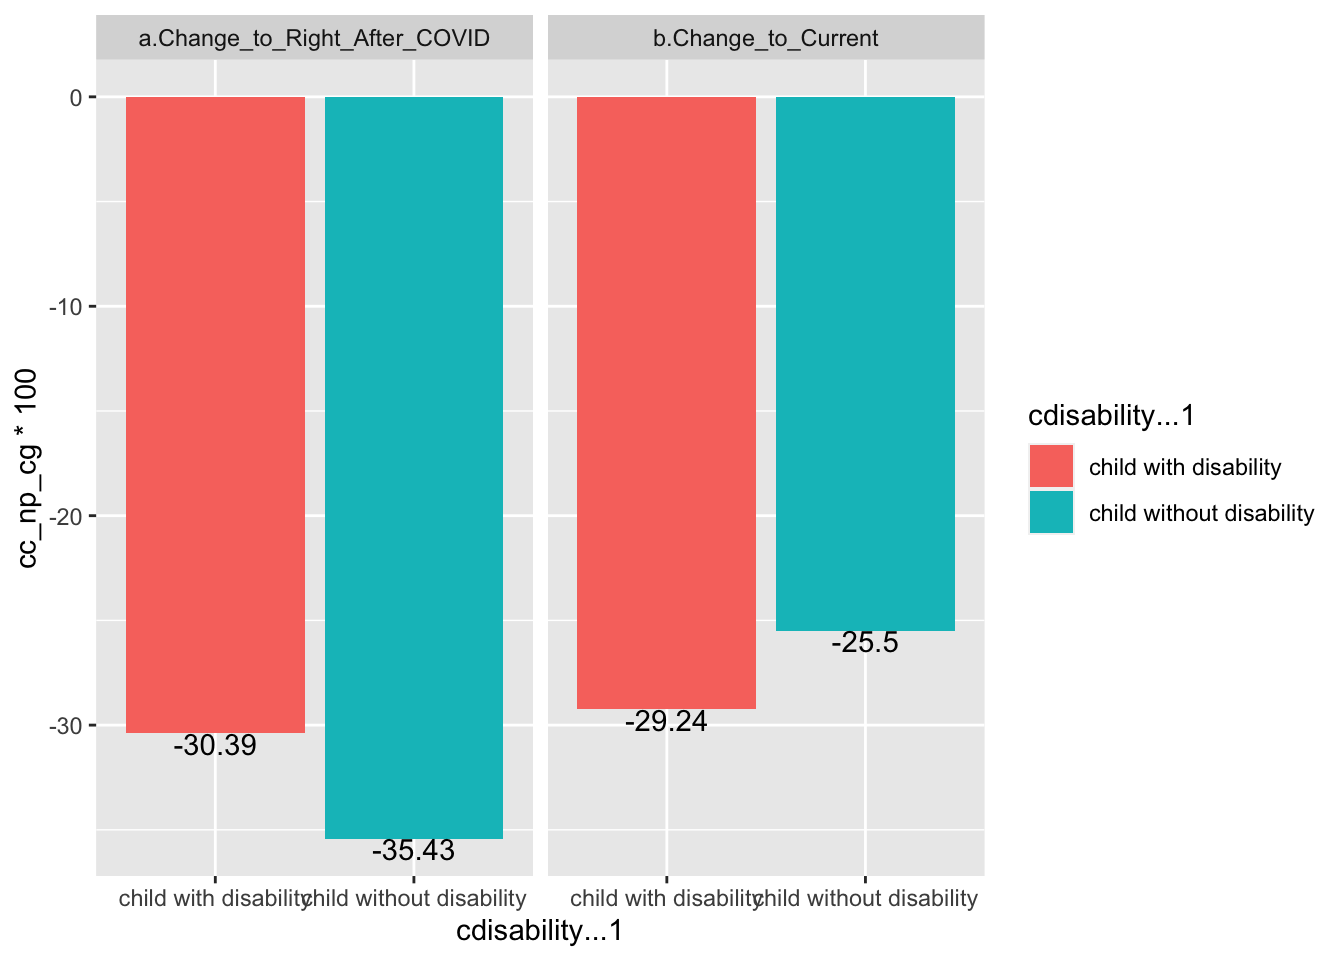 a.Change_to_Right_After_COVID
b.Change_to_Current
cc_np_cg * 100
0
-10
-20
-30
-30.39
-35.43
-29.24
-25.5
child with disability
child without disability
child with disability
child without disability
cdisability...1
cdisability...1
child with disability
child without disability